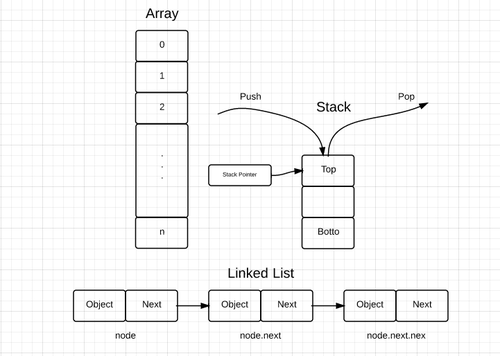 Array
0
1
2
.
.
.
n
Push
Stack
Pop
Stack Pointer
Top
Botto
Linked List
Object Next
Object Next
Object Next
node
node.next
node.next.nex